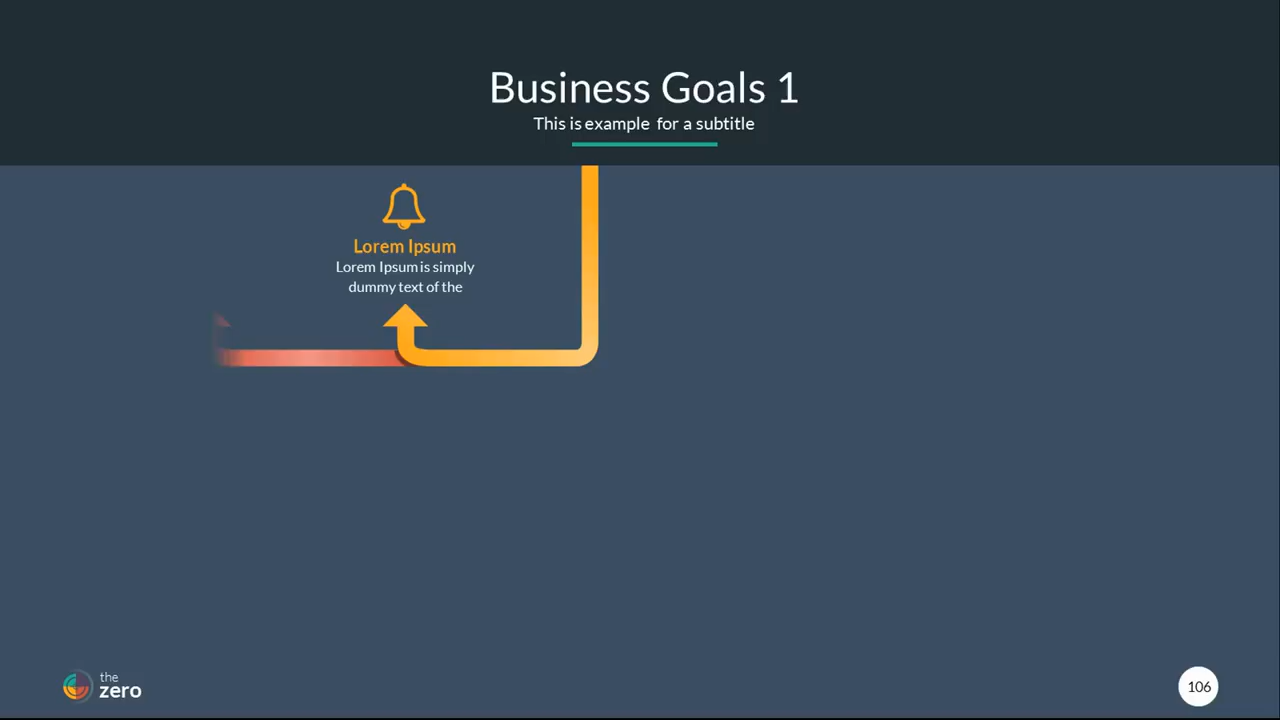 Business Goals 1
This is example for a subtitle
Lorem Ipsum
Lorem Ipsum is simply
dummy text of the
the
zero
106